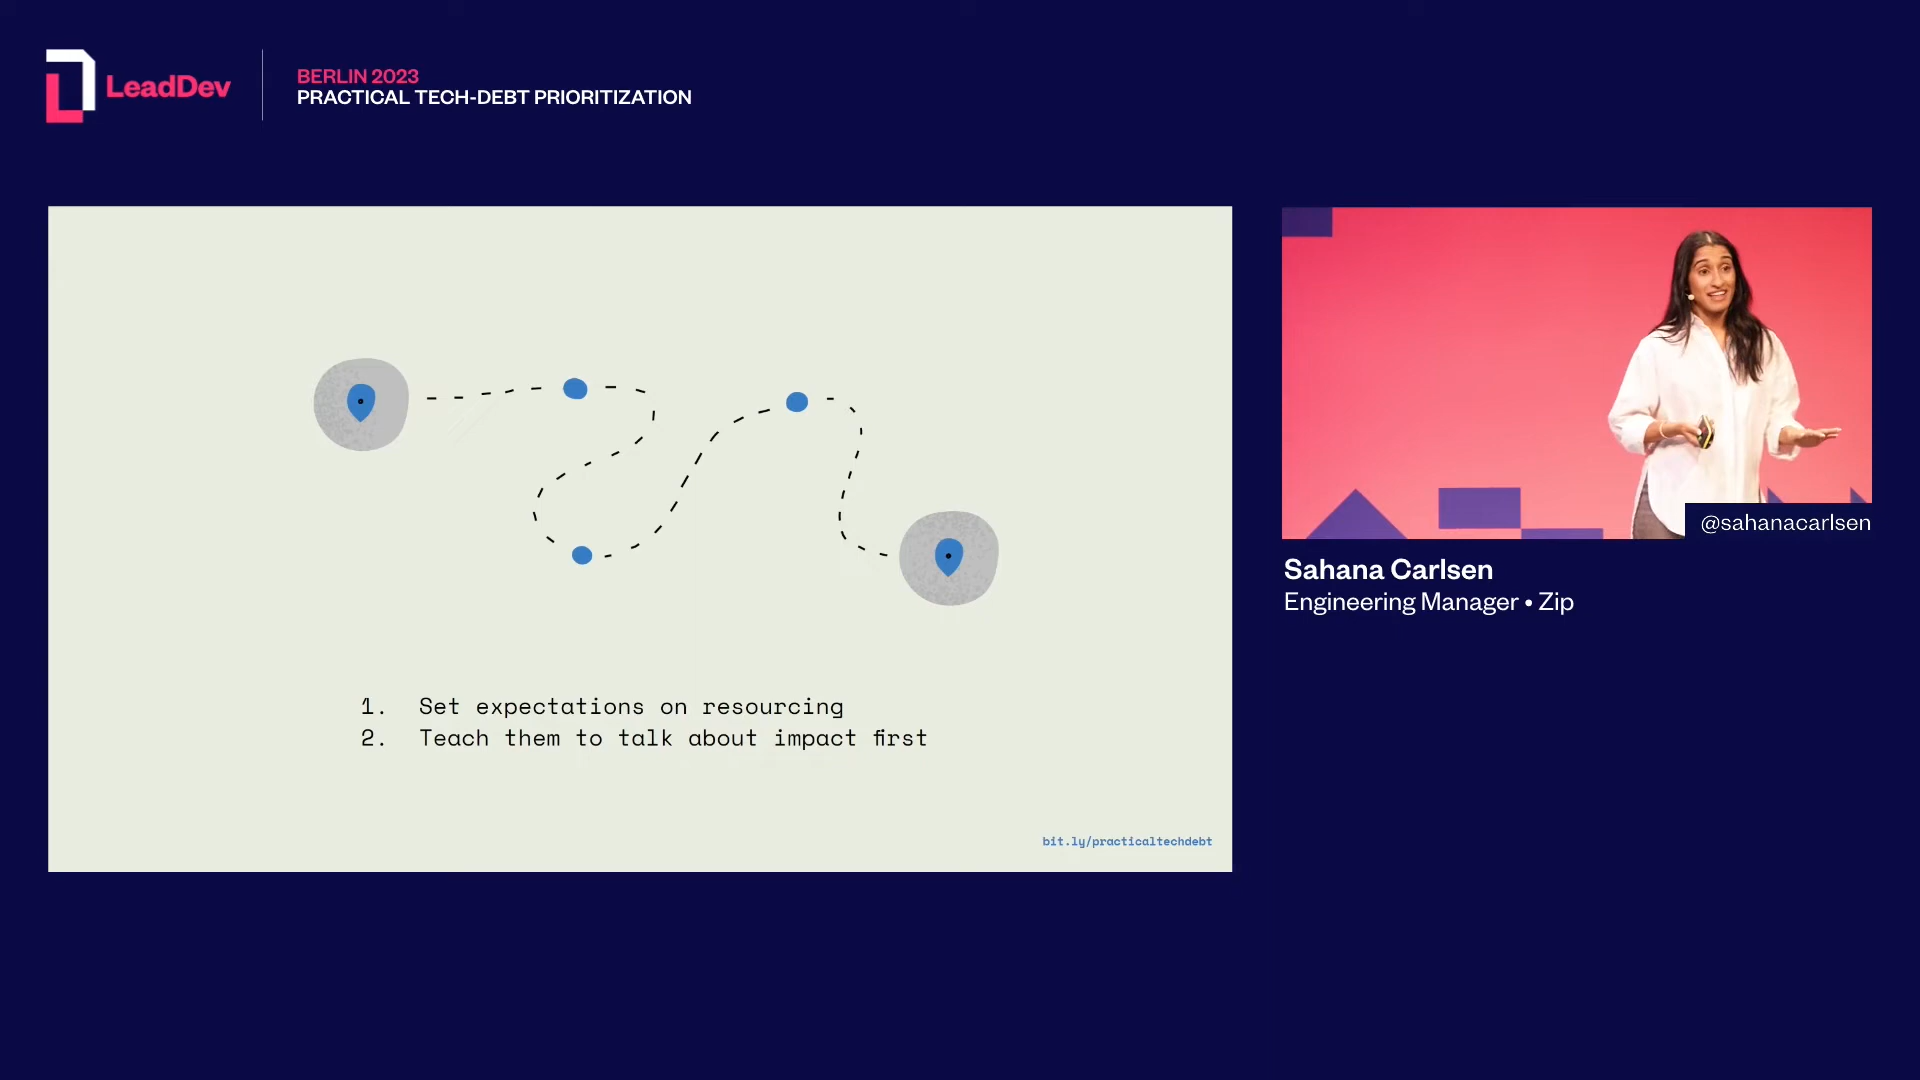 LeadDev
BERLIN 2023
PRACTICAL TECH-DEBT PRIORITIZATION
1. Set expectations on resourcing
2. Teach them to talk about impact first
bit.ly/practicaltechdebt
@sahanacarlsen
Sahana Carlsen
Engineering Manager • Zip